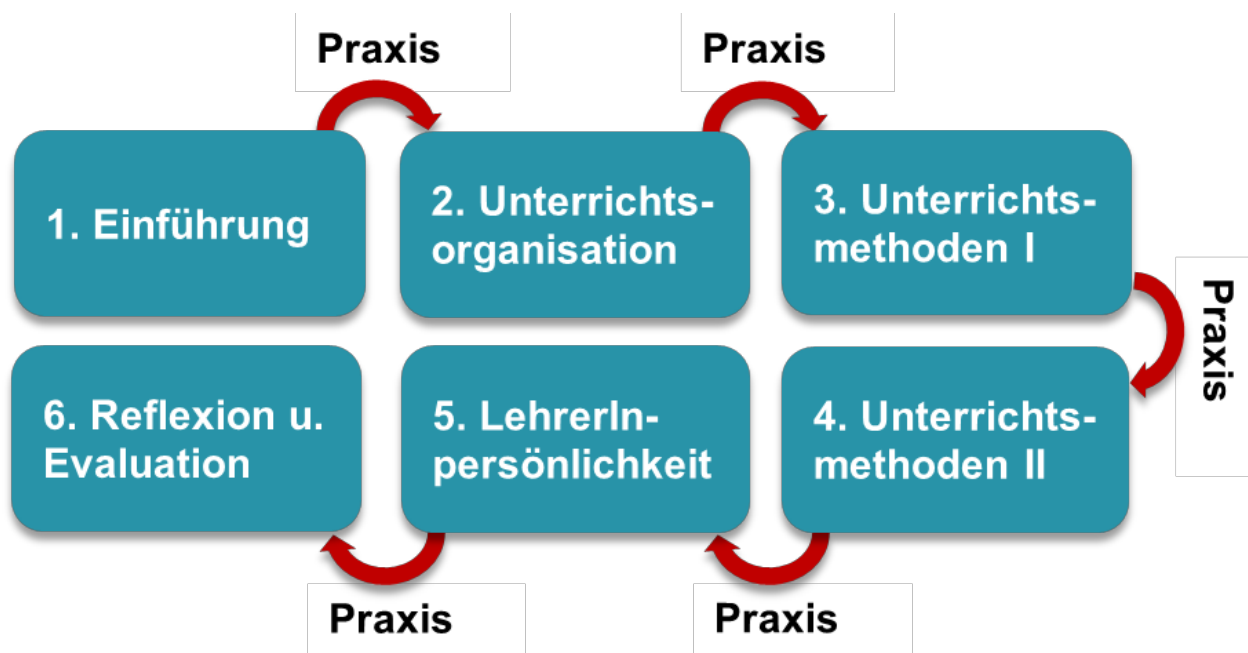 Praxis
Praxis
1. Einführung
2. Unterrichts-
organisation
3. Unterrichts-
methoden I
Praxis
4. Unterrichts-
methoden II
5. LehrerIn-
persönlichkeit
6. Reflexion u.
Evaluation
Praxis
Praxis